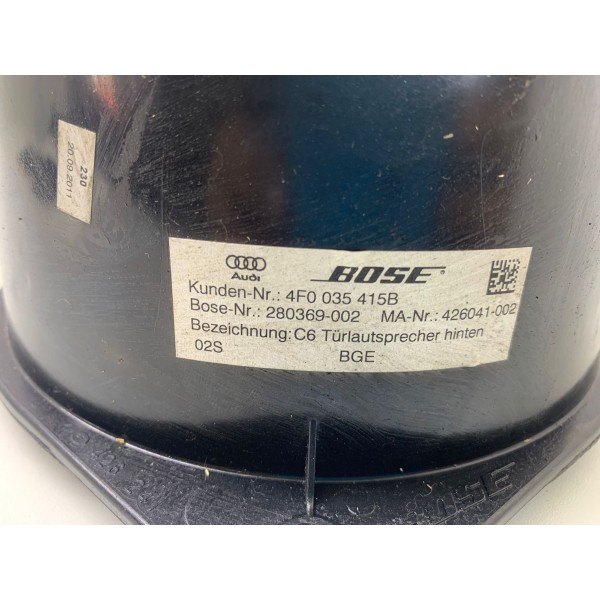 230
20.09.2011
Audi BOSE
Kunden-Nr.: 4F0 035 415B
Bose-Nr.: 280369-002 MA-Nr.: 426041-002
Bezeichnung: C6 Türlautsprecher hinten
02S BGE
BOSE